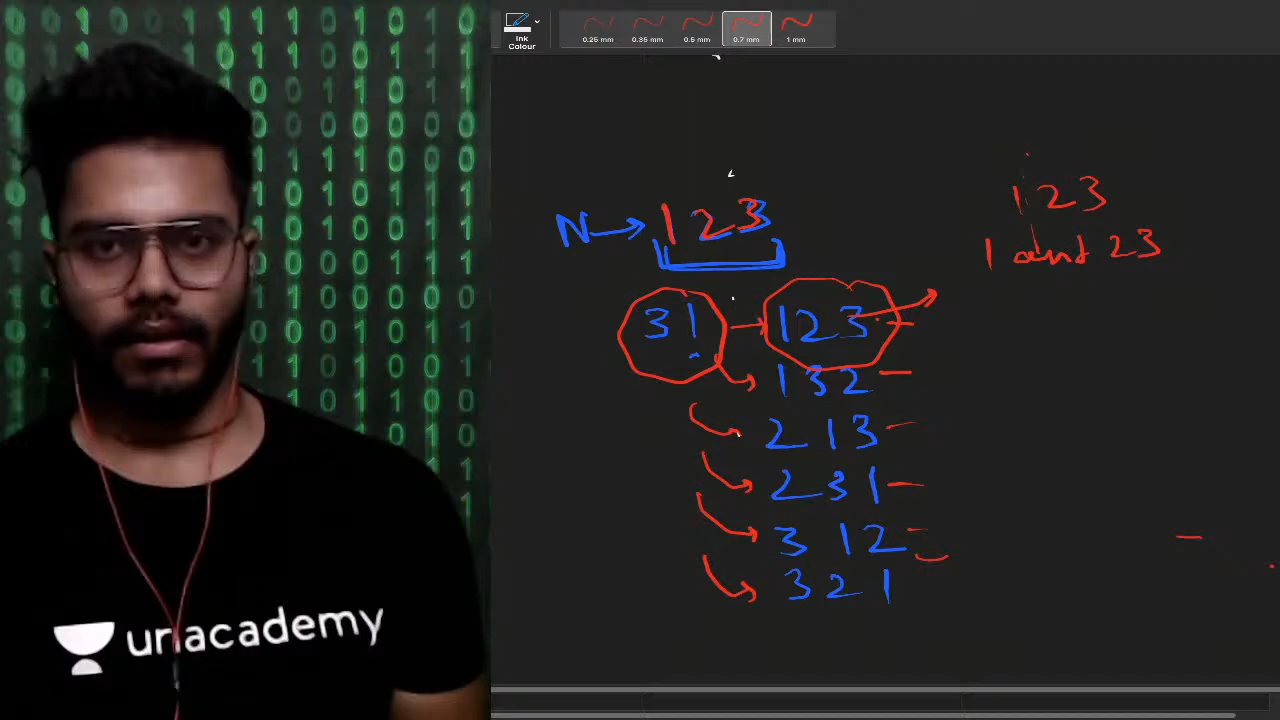 Ink
Colour
0.25 mm
0.35 mm
0.5 mm
0.7 mm
1 mm
N→ 123
123
1 and 23
3! → 123
132
213
231
312
321
unacademy